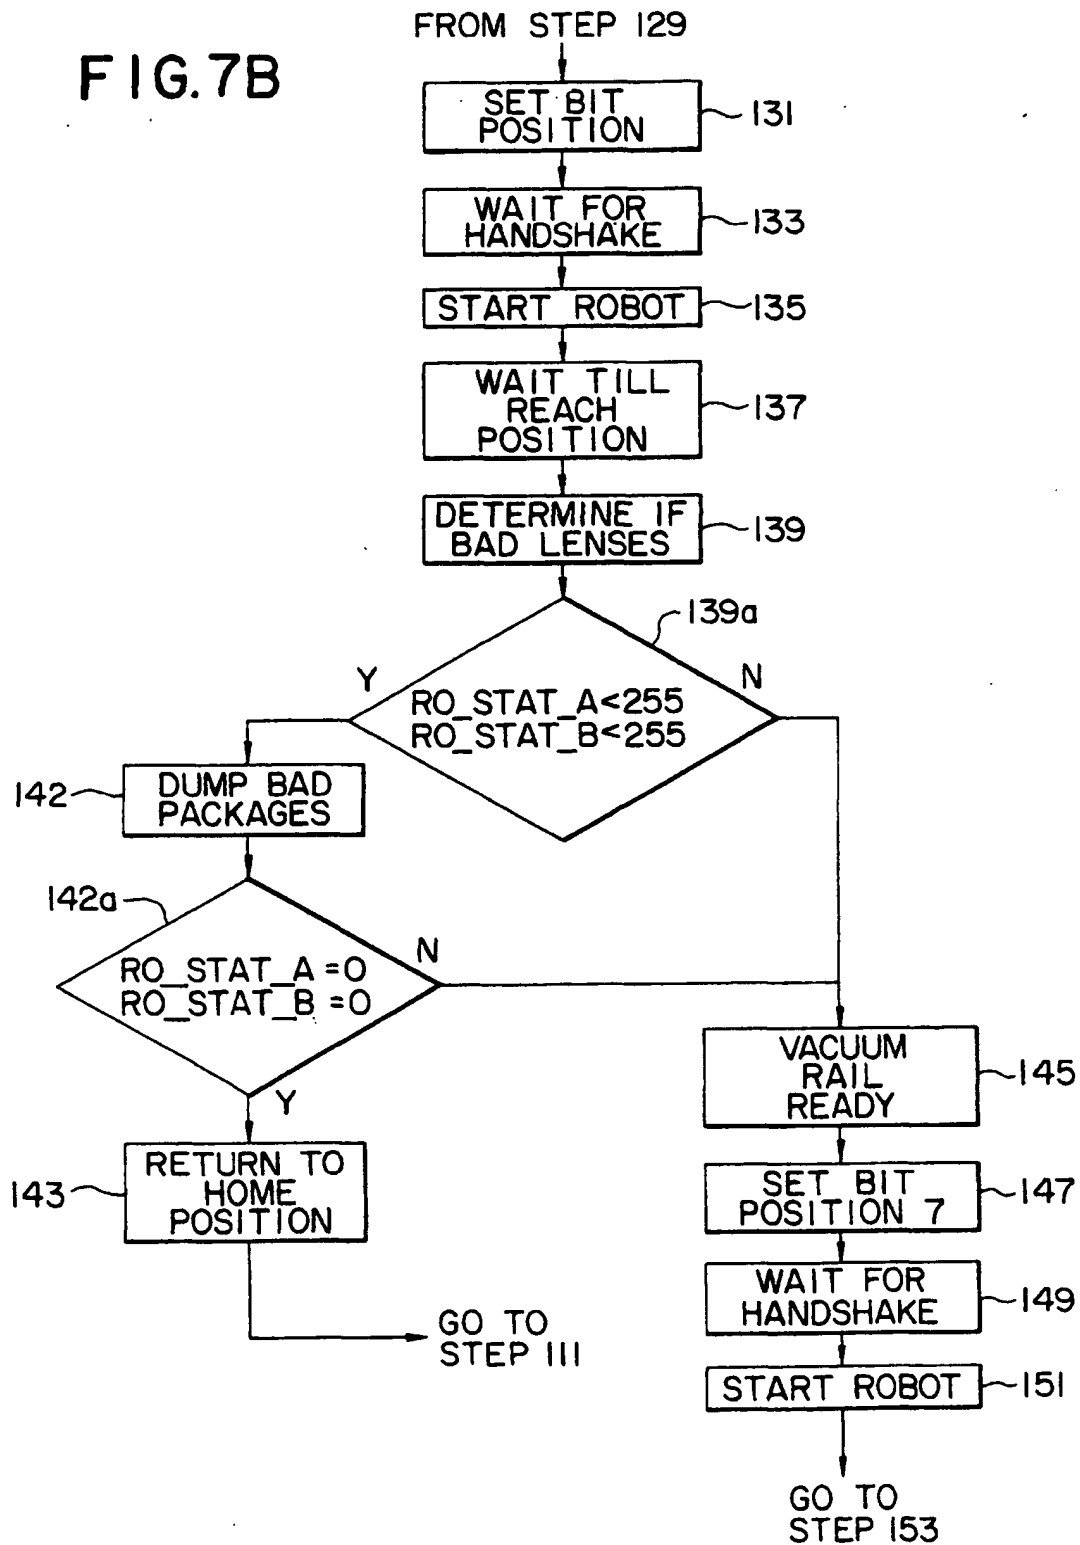 FROM STEP 129
FIG.7B
SET BIT
POSITION
131
WAIT FOR
HANDSHAKE
133
START ROBOT
135
WAIT TILL
REACH
POSITION
137
DETERMINE IF
BAD LENSES
139
139a
Y
N
RO_STAT_A<255
RO_STAT_B<255
142
DUMP BAD
PACKAGES
142a
N
RO_STAT_A=0
RO_STAT_B=0
Y
VACUUM
RAIL
READY
145
143
RETURN TO
HOME
POSITION
SET BIT
POSITION 7
147
WAIT FOR
HANDSHAKE
149
GO TO
STEP 111
START ROBOT
151
GO TO
STEP 153